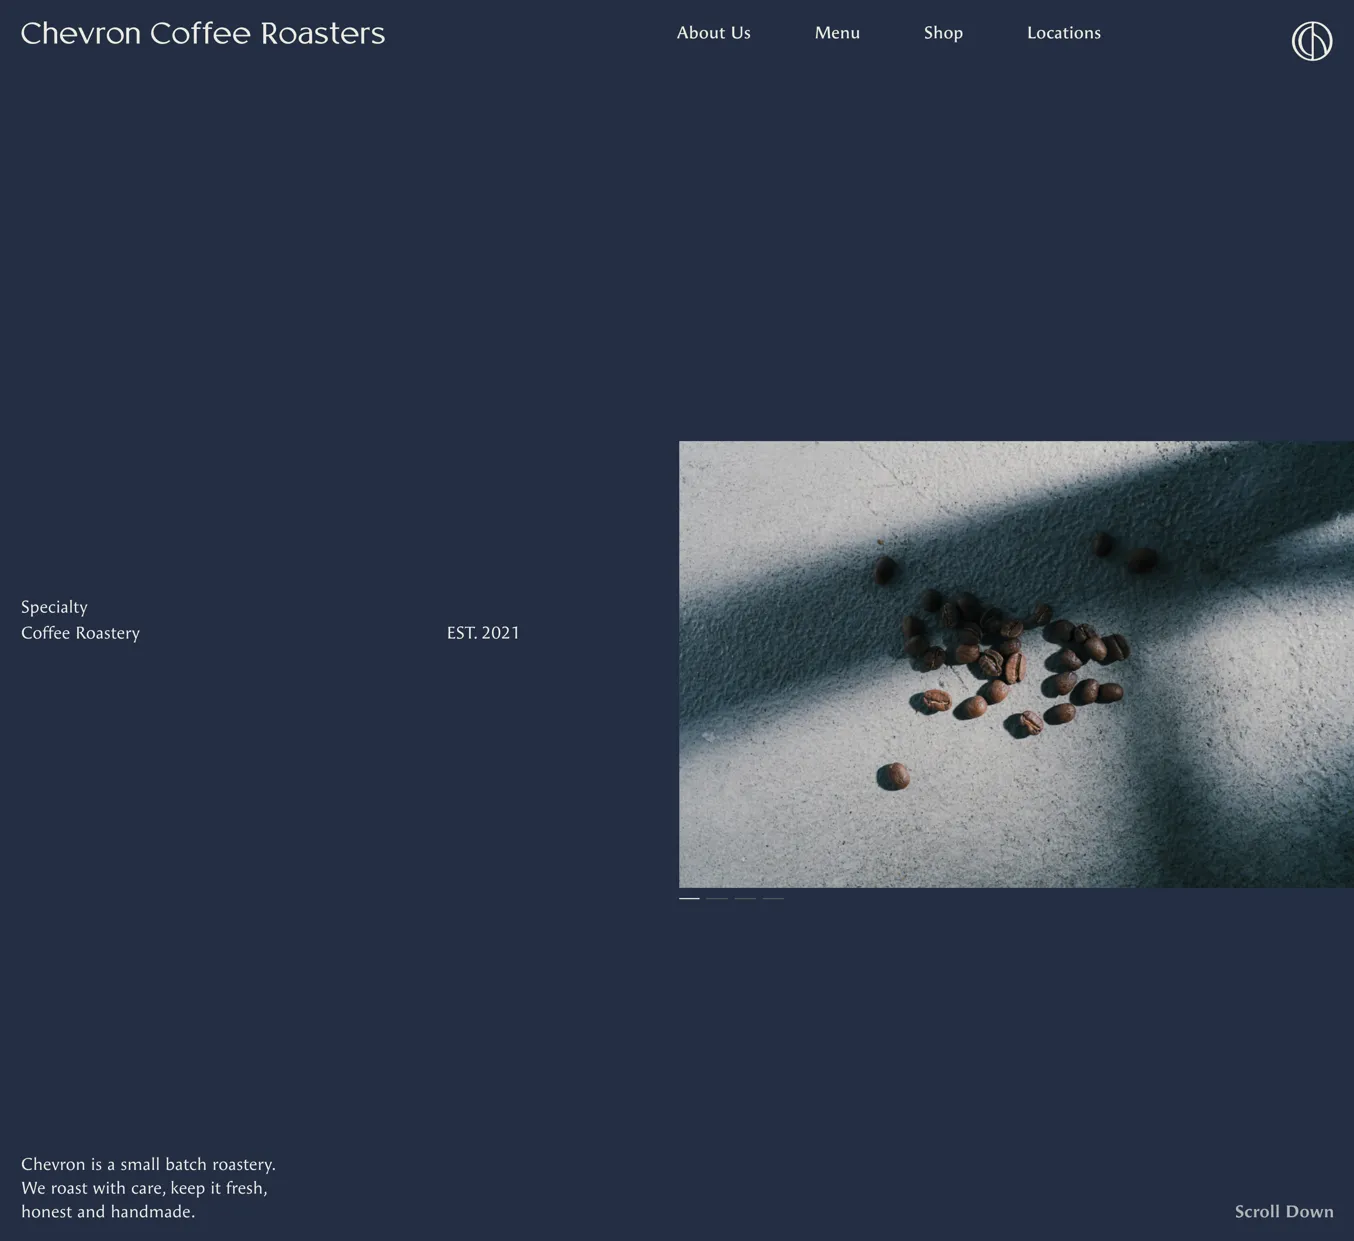 Chevron Coffee Roasters
About Us
Menu
Shop
Locations
Specialty
Coffee Roastery
EST. 2021
Chevron is a small batch roastery.
We roast with care, keep it fresh,
honest and handmade.
Scroll Down